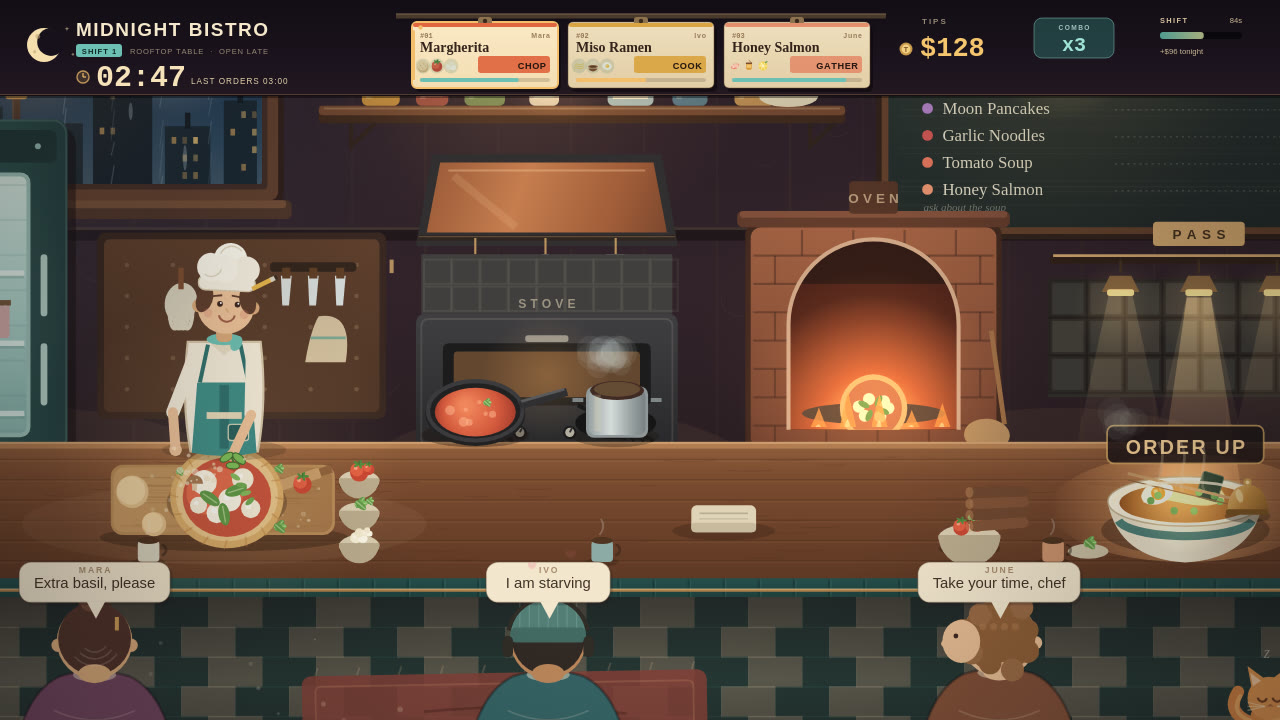 MIDNIGHT BISTRO
SHIFT 1 ROOFTOP TABLE · OPEN LATE
02:47 LAST ORDERS 03:00
#01 Mara
Margherita
CHOP
#02 Ivo
Miso Ramen
COOK
#03 June
Honey Salmon
GATHER
TIPS
$128
COMBO
x3
SHIFT 84s
+$96 tonight
Moon Pancakes
Garlic Noodles
Tomato Soup
Honey Salmon
ask about the soup
OVEN
PASS
STOVE
ORDER UP
MARA
Extra basil, please
IVO
I am starving
JUNE
Take your time, chef
Z